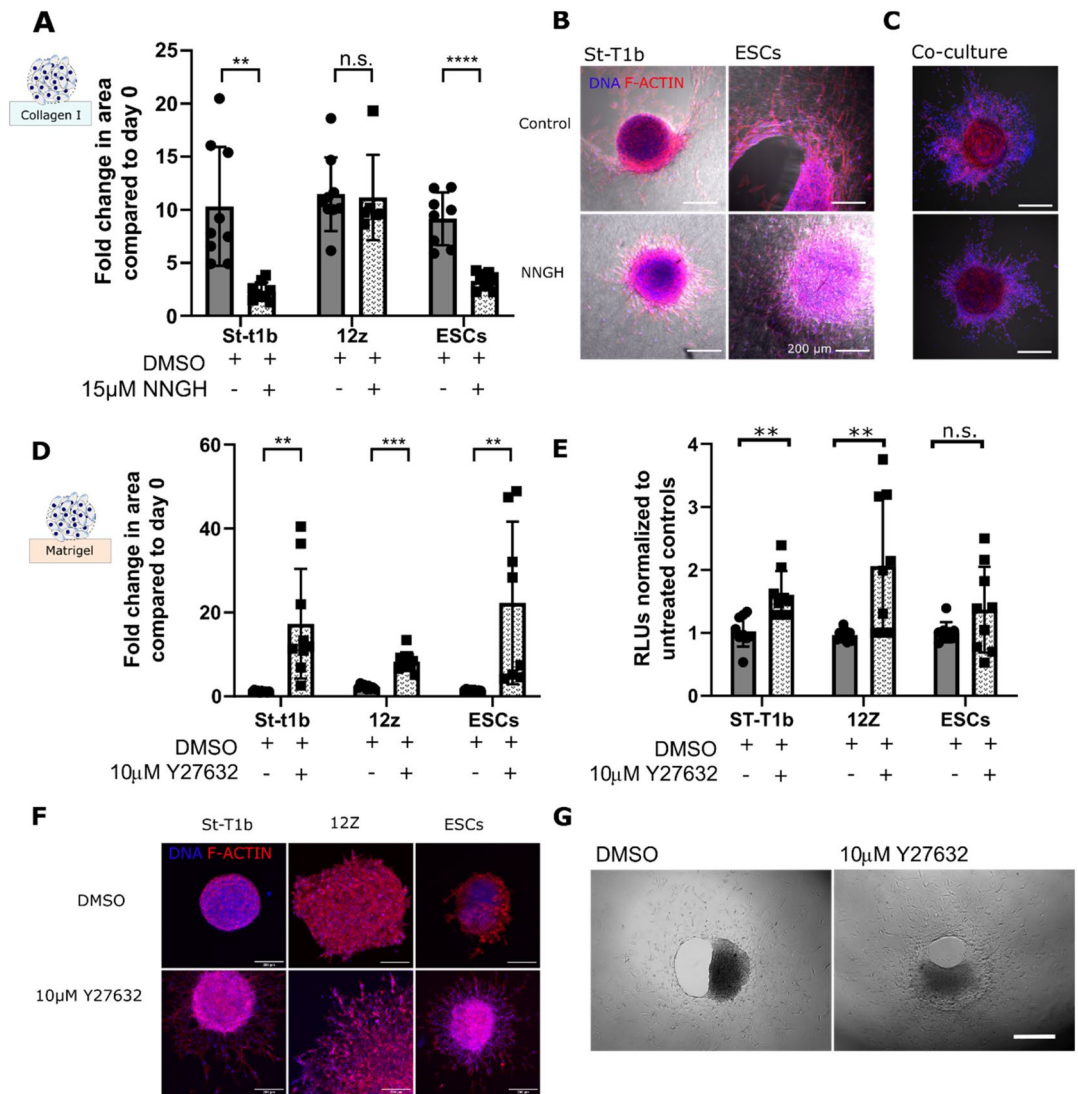 A
B
C
Collagen I
Fold change in area
compared to day 0
25
20
15
10
5
0
**
n.s.
****
St-t1b 12z ESCs
DMSO + + + + + +
15μM NNGH - + - + - +
St-T1b ESCs
DNA F-ACTIN
Control
NNGH
200 μm
Co-culture
D
E
Matrigel
Fold change in area
compared to day 0
60
40
20
0
** *** **
St-t1b 12z ESCs
DMSO + + + + + +
10μM Y27632 - + - + - +
RLUs normalized to
untreated controls
4
3
2
1
0
** ** n.s.
ST-T1b 12Z ESCs
DMSO + + + + + +
10μM Y27632 - + - + - +
F
G
St-T1b 12Z ESCs
DNA F-ACTIN
DMSO
10μM Y27632
DMSO 10μM Y27632